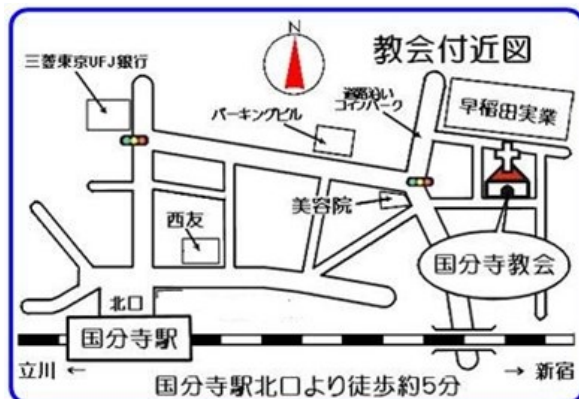 N
教会付近図
三菱東京UFJ銀行
パーキングビル
道路沿い
コインパーク
早稲田実業
美容院
西友
国分寺教会
北口
国分寺駅
立川 ←
→ 新宿
国分寺駅北口より徒歩約5分